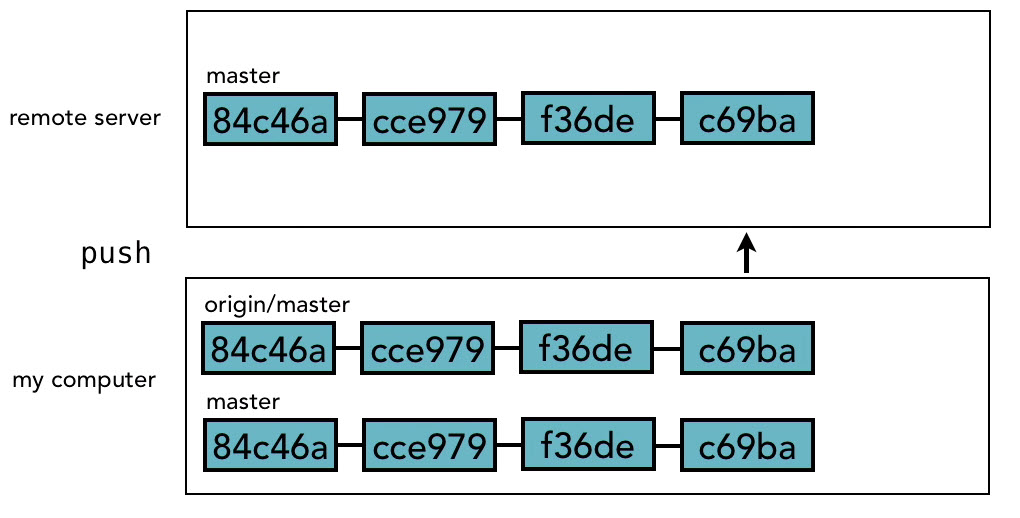 master
remote server
84c46a cce979 f36de c69ba
push
origin/master
84c46a cce979 f36de c69ba
my computer
master
84c46a cce979 f36de c69ba